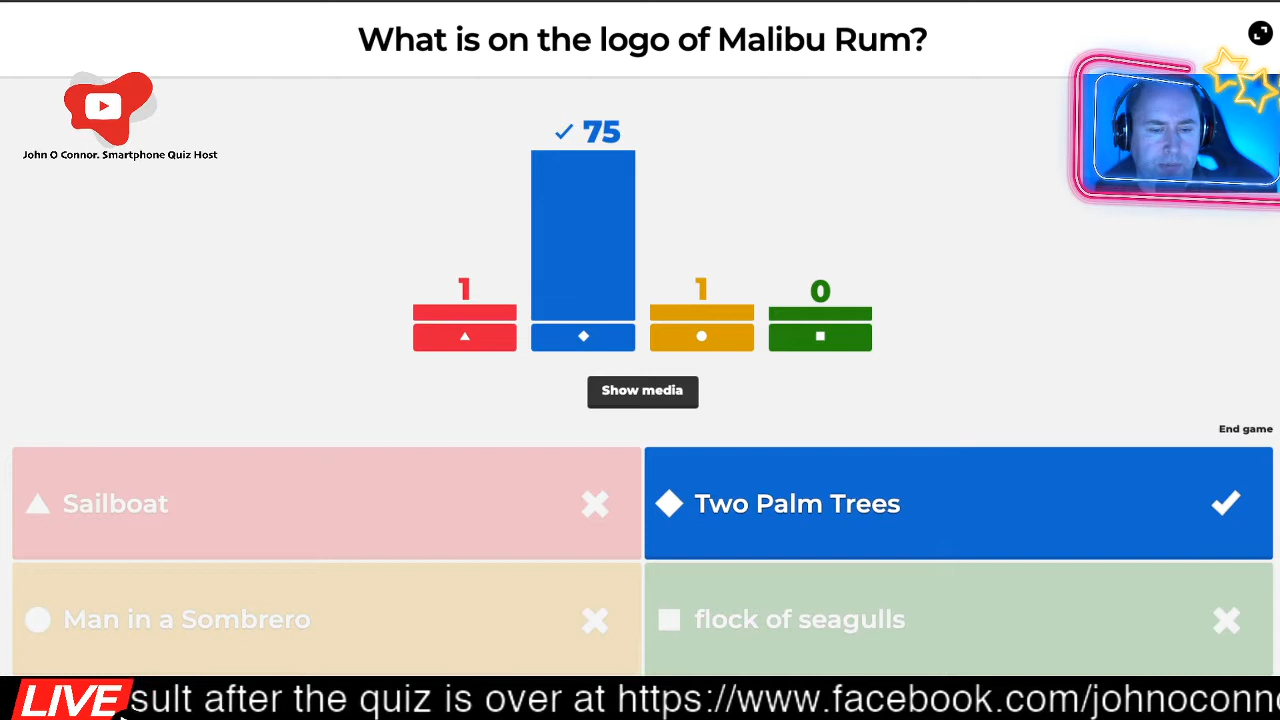 What is on the logo of Malibu Rum?
John O Connor. Smartphone Quiz Host
75
1
1
0
Show media
End game
Sailboat
Two Palm Trees
Man in a Sombrero
flock of seagulls
LIVE
sult after the quiz is over at https://www.facebook.com/johnoconn